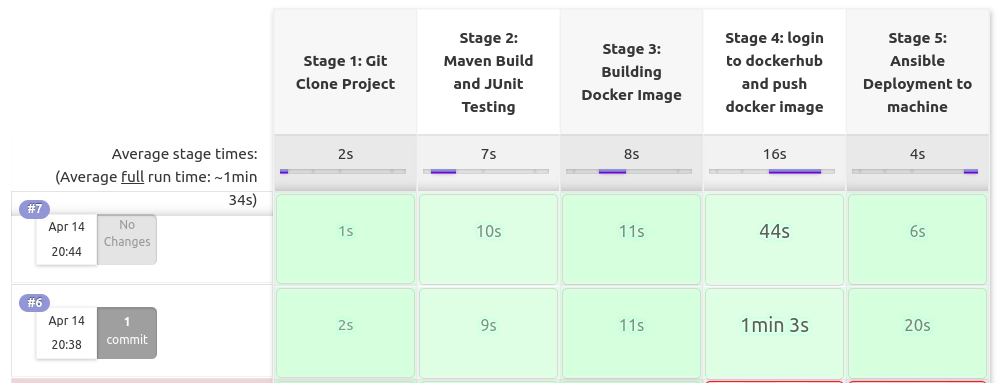 Stage 1: Git
Clone Project
Stage 2:
Maven Build
and JUnit
Testing
Stage 3:
Building
Docker Image
Stage 4: login
to dockerhub
and push
docker image
Stage 5:
Ansible
Deployment to
machine
Average stage times:
(Average full run time: ~1min
34s)
2s
7s
8s
16s
4s
#7
Apr 14
20:44
No
Changes
1s
10s
11s
44s
6s
#6
Apr 14
20:38
1
commit
2s
9s
11s
1min 3s
20s